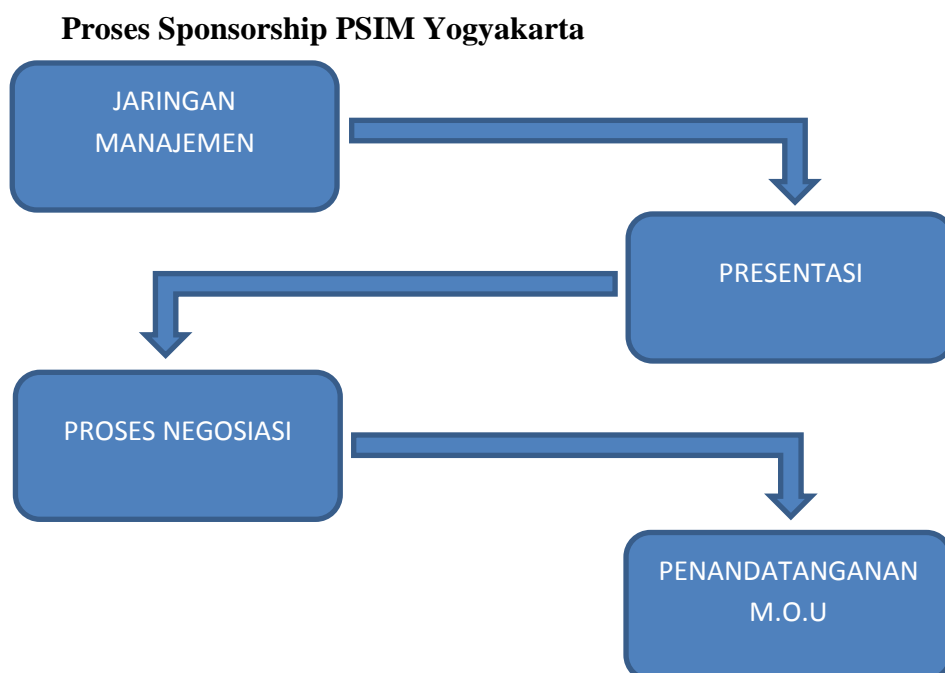 Proses Sponsorship PSIM Yogyakarta
JARINGAN
MANAJEMEN
PRESENTASI
PROSES NEGOSIASI
PENANDATANGANAN
M.O.U